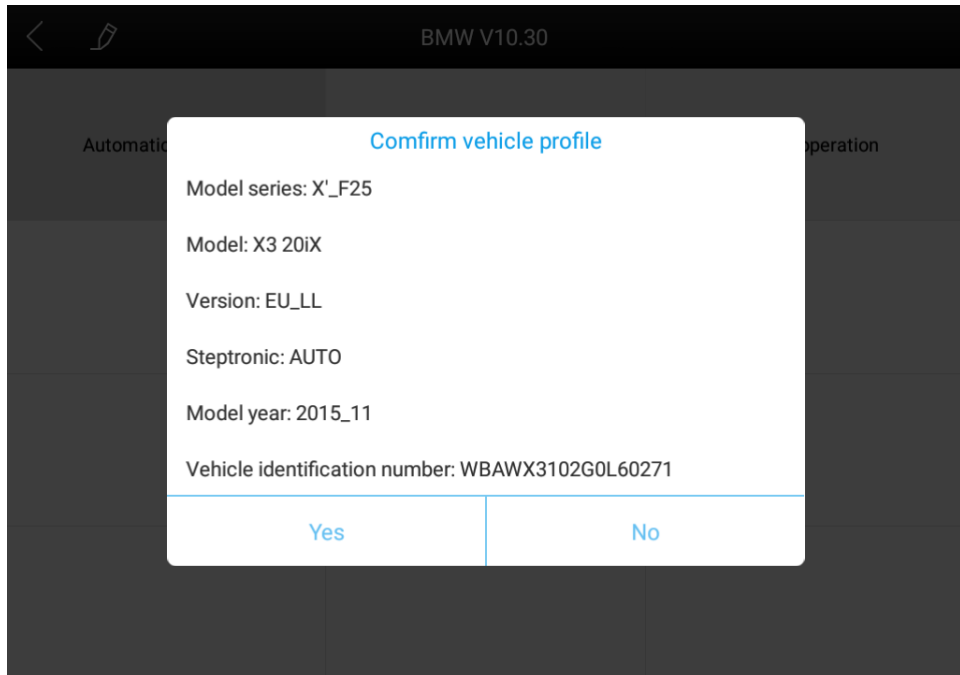 BMW V10.30
Automatic
operation
Comfirm vehicle profile
Model series: X'_F25
Model: X3 20iX
Version: EU_LL
Steptronic: AUTO
Model year: 2015_11
Vehicle identification number: WBAWX3102G0L60271
Yes
No